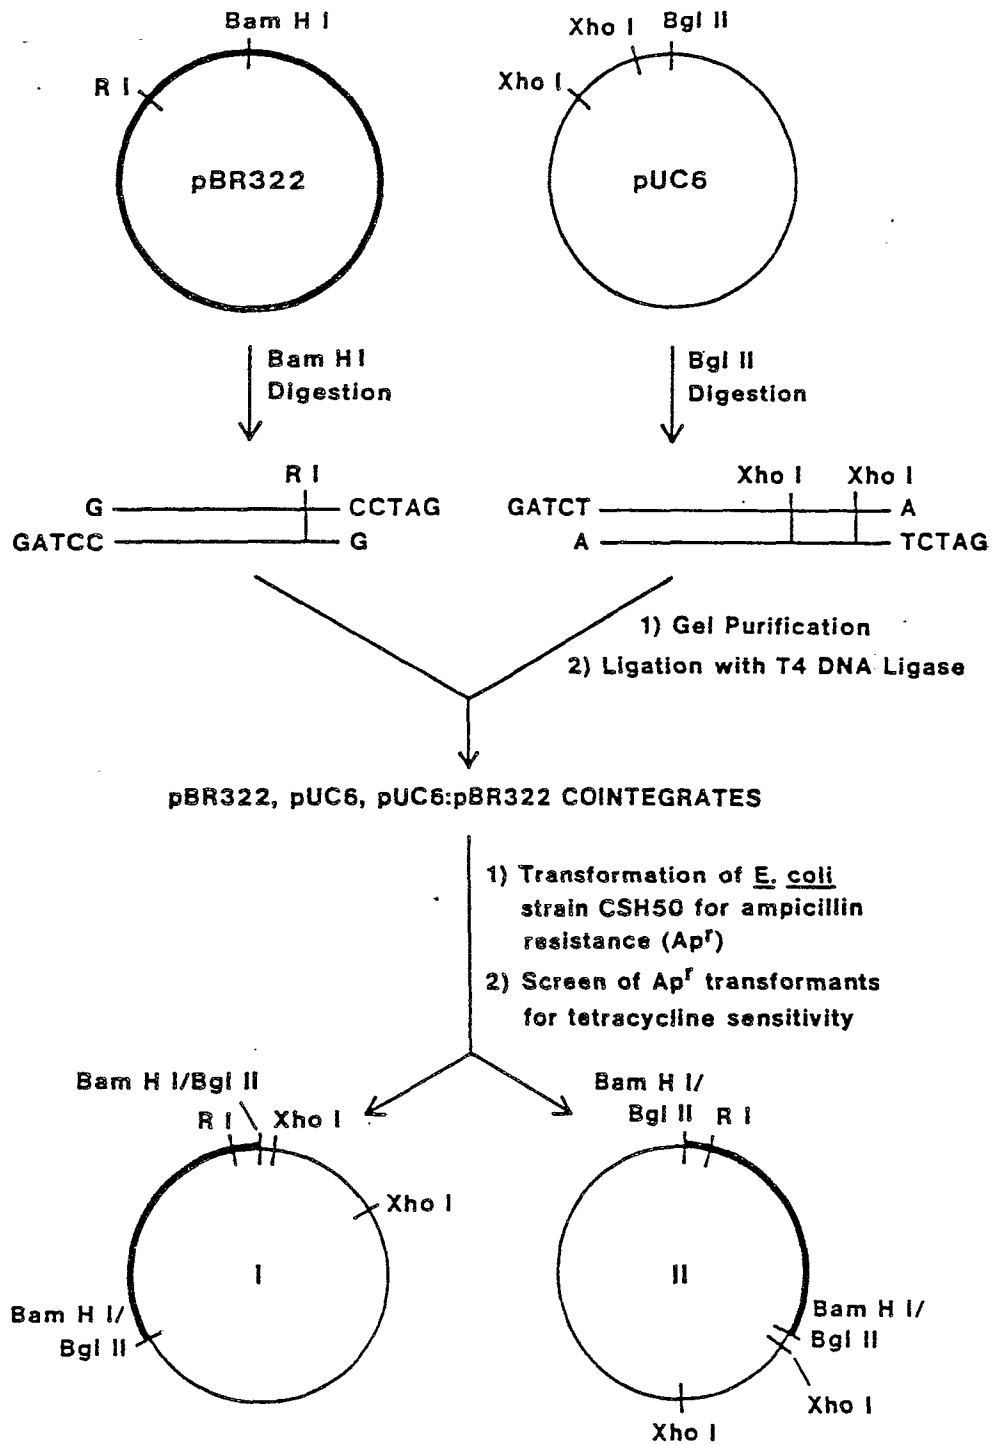 Bam H I
R I
pBR322
Xho I
Bgl II
Xho I
pUC6
Bam H I
Digestion
Bgl II
Digestion
R I
G
CCTAG
GATCC
G
Xho I
Xho I
GATCT
A
A
TCTAG
1) Gel Purification
2) Ligation with T4 DNA Ligase
pBR322, pUC6, pUC6:pBR322 COINTEGRATES
1) Transformation of E. coli
strain CSH50 for ampicillin
resistance (Apr)
2) Screen of Apr transformants
for tetracycline sensitivity
Bam H I/Bgl II
R I
Xho I
Xho I
I
Bam H I/
Bgl II
Bam H I/
Bgl II
R I
II
Bam H I/
Bgl II
Xho I
Xho I